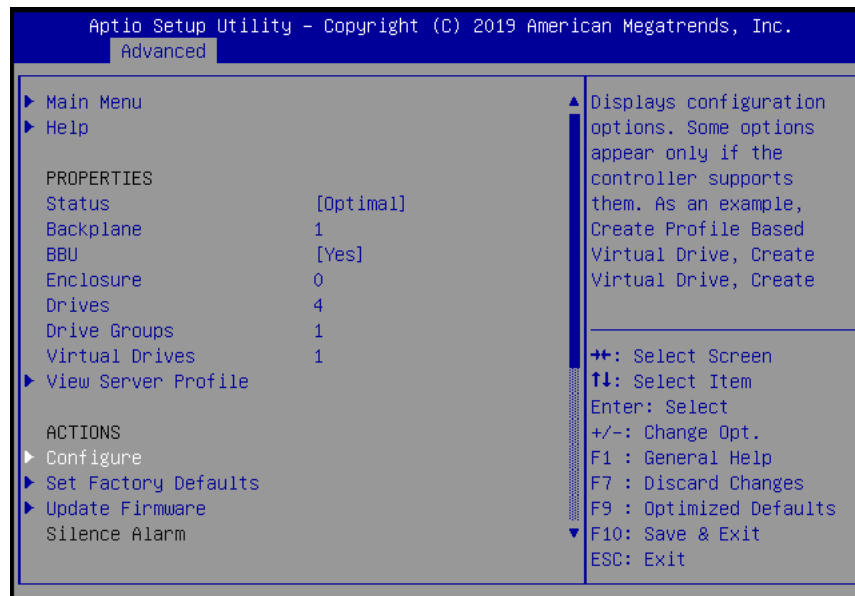 Aptio Setup Utility – Copyright (C) 2019 American Megatrends, Inc.
Advanced
Main Menu
Help
PROPERTIES
Status [Optimal]
Backplane 1
BBU [Yes]
Enclosure 0
Drives 4
Drive Groups 1
Virtual Drives 1
View Server Profile
ACTIONS
Configure
Set Factory Defaults
Update Firmware
Silence Alarm
Displays configuration
options. Some options
appear only if the
controller supports
them. As an example,
Create Profile Based
Virtual Drive, Create
Virtual Drive, Create
→←: Select Screen
↑↓: Select Item
Enter: Select
+/-: Change Opt.
F1 : General Help
F7 : Discard Changes
F9 : Optimized Defaults
F10: Save & Exit
ESC: Exit